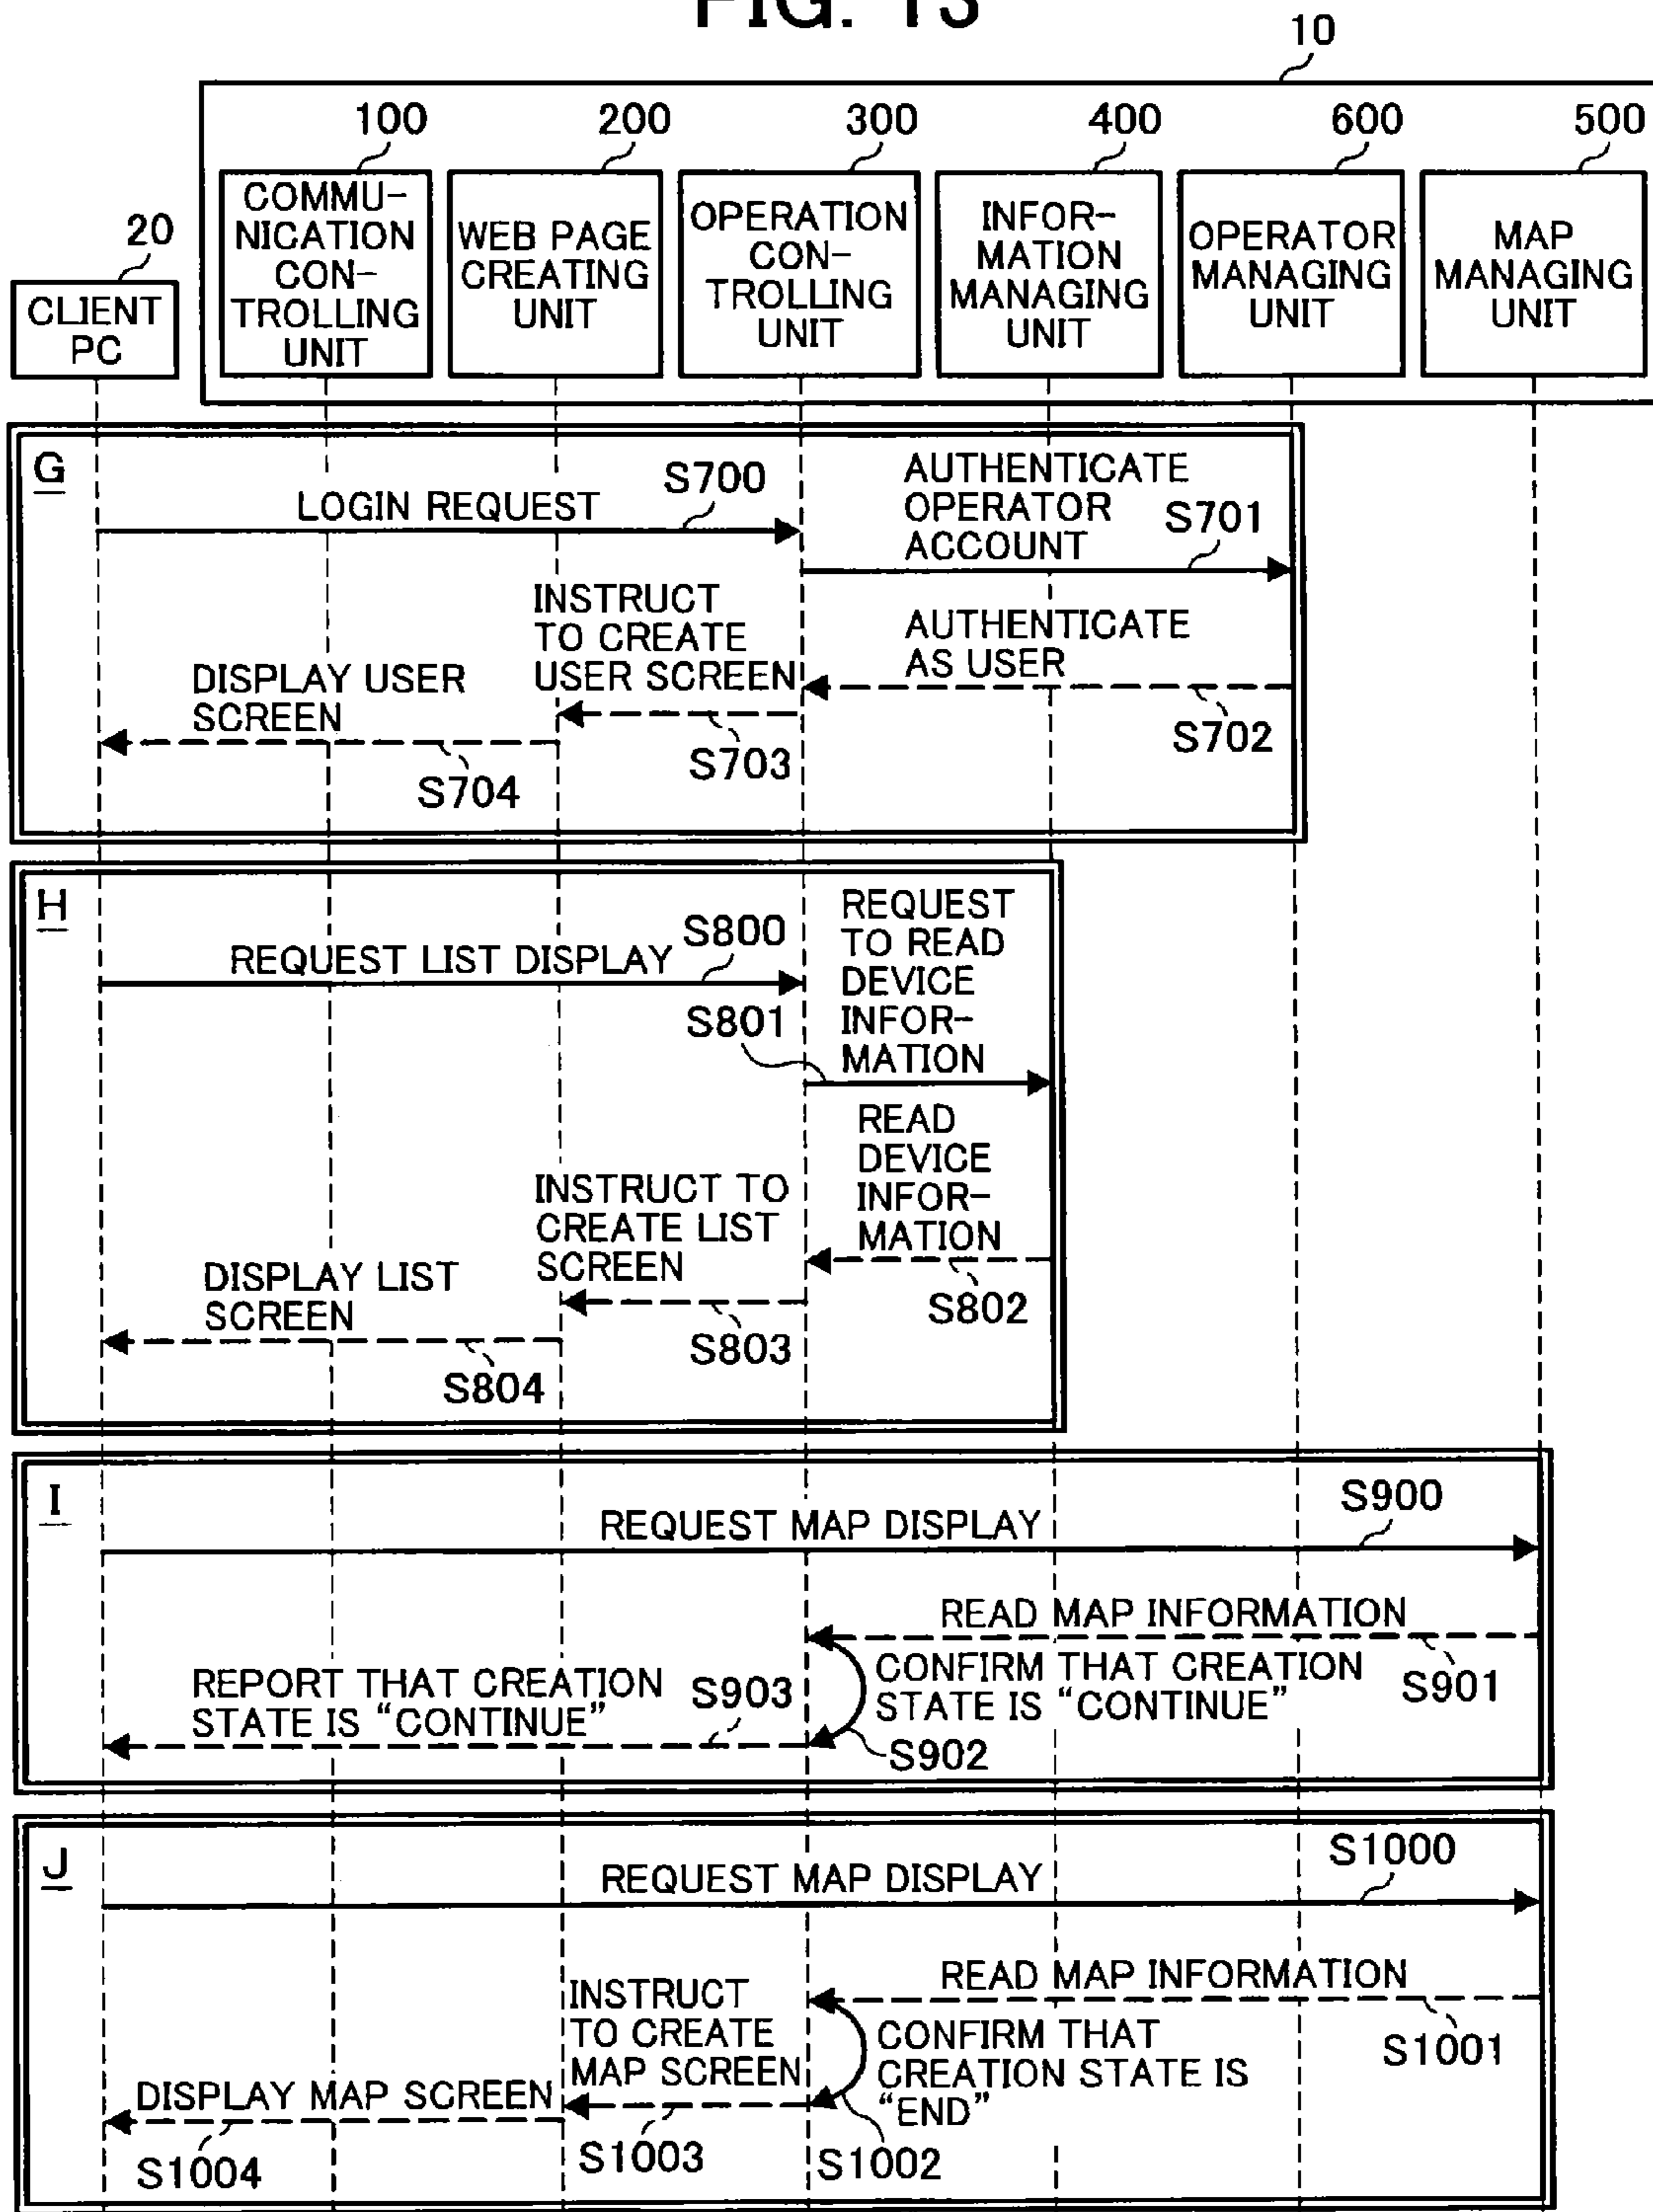 FIG. 13
10
100
200
300
400
600
500
20
CLIENT
PC
COMMU-
NICATION
CON-
TROLLING
UNIT
WEB PAGE
CREATING
UNIT
OPERATION
CON-
TROLLING
UNIT
INFOR-
MATION
MANAGING
UNIT
OPERATOR
MANAGING
UNIT
MAP
MANAGING
UNIT
G
LOGIN REQUEST
S700
AUTHENTICATE
OPERATOR
ACCOUNT
S701
AUTHENTICATE
AS USER
S702
INSTRUCT
TO CREATE
USER SCREEN
S703
DISPLAY USER
SCREEN
S704
H
REQUEST LIST DISPLAY
S800
REQUEST
TO READ
DEVICE
INFOR-
MATION
S801
READ
DEVICE
INFOR-
MATION
S802
INSTRUCT TO
CREATE LIST
SCREEN
S803
DISPLAY LIST
SCREEN
S804
I
REQUEST MAP DISPLAY
S900
READ MAP INFORMATION
S901
CONFIRM THAT CREATION
STATE IS “CONTINUE”
S902
REPORT THAT CREATION
STATE IS “CONTINUE”
S903
J
REQUEST MAP DISPLAY
S1000
READ MAP INFORMATION
S1001
CONFIRM THAT
CREATION STATE IS
“END”
S1002
INSTRUCT
TO CREATE
MAP SCREEN
S1003
DISPLAY MAP SCREEN
S1004